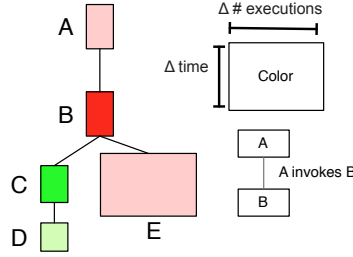 A
B
C
D
E
Δ # executions
Δ time
Color
A
A invokes B
B